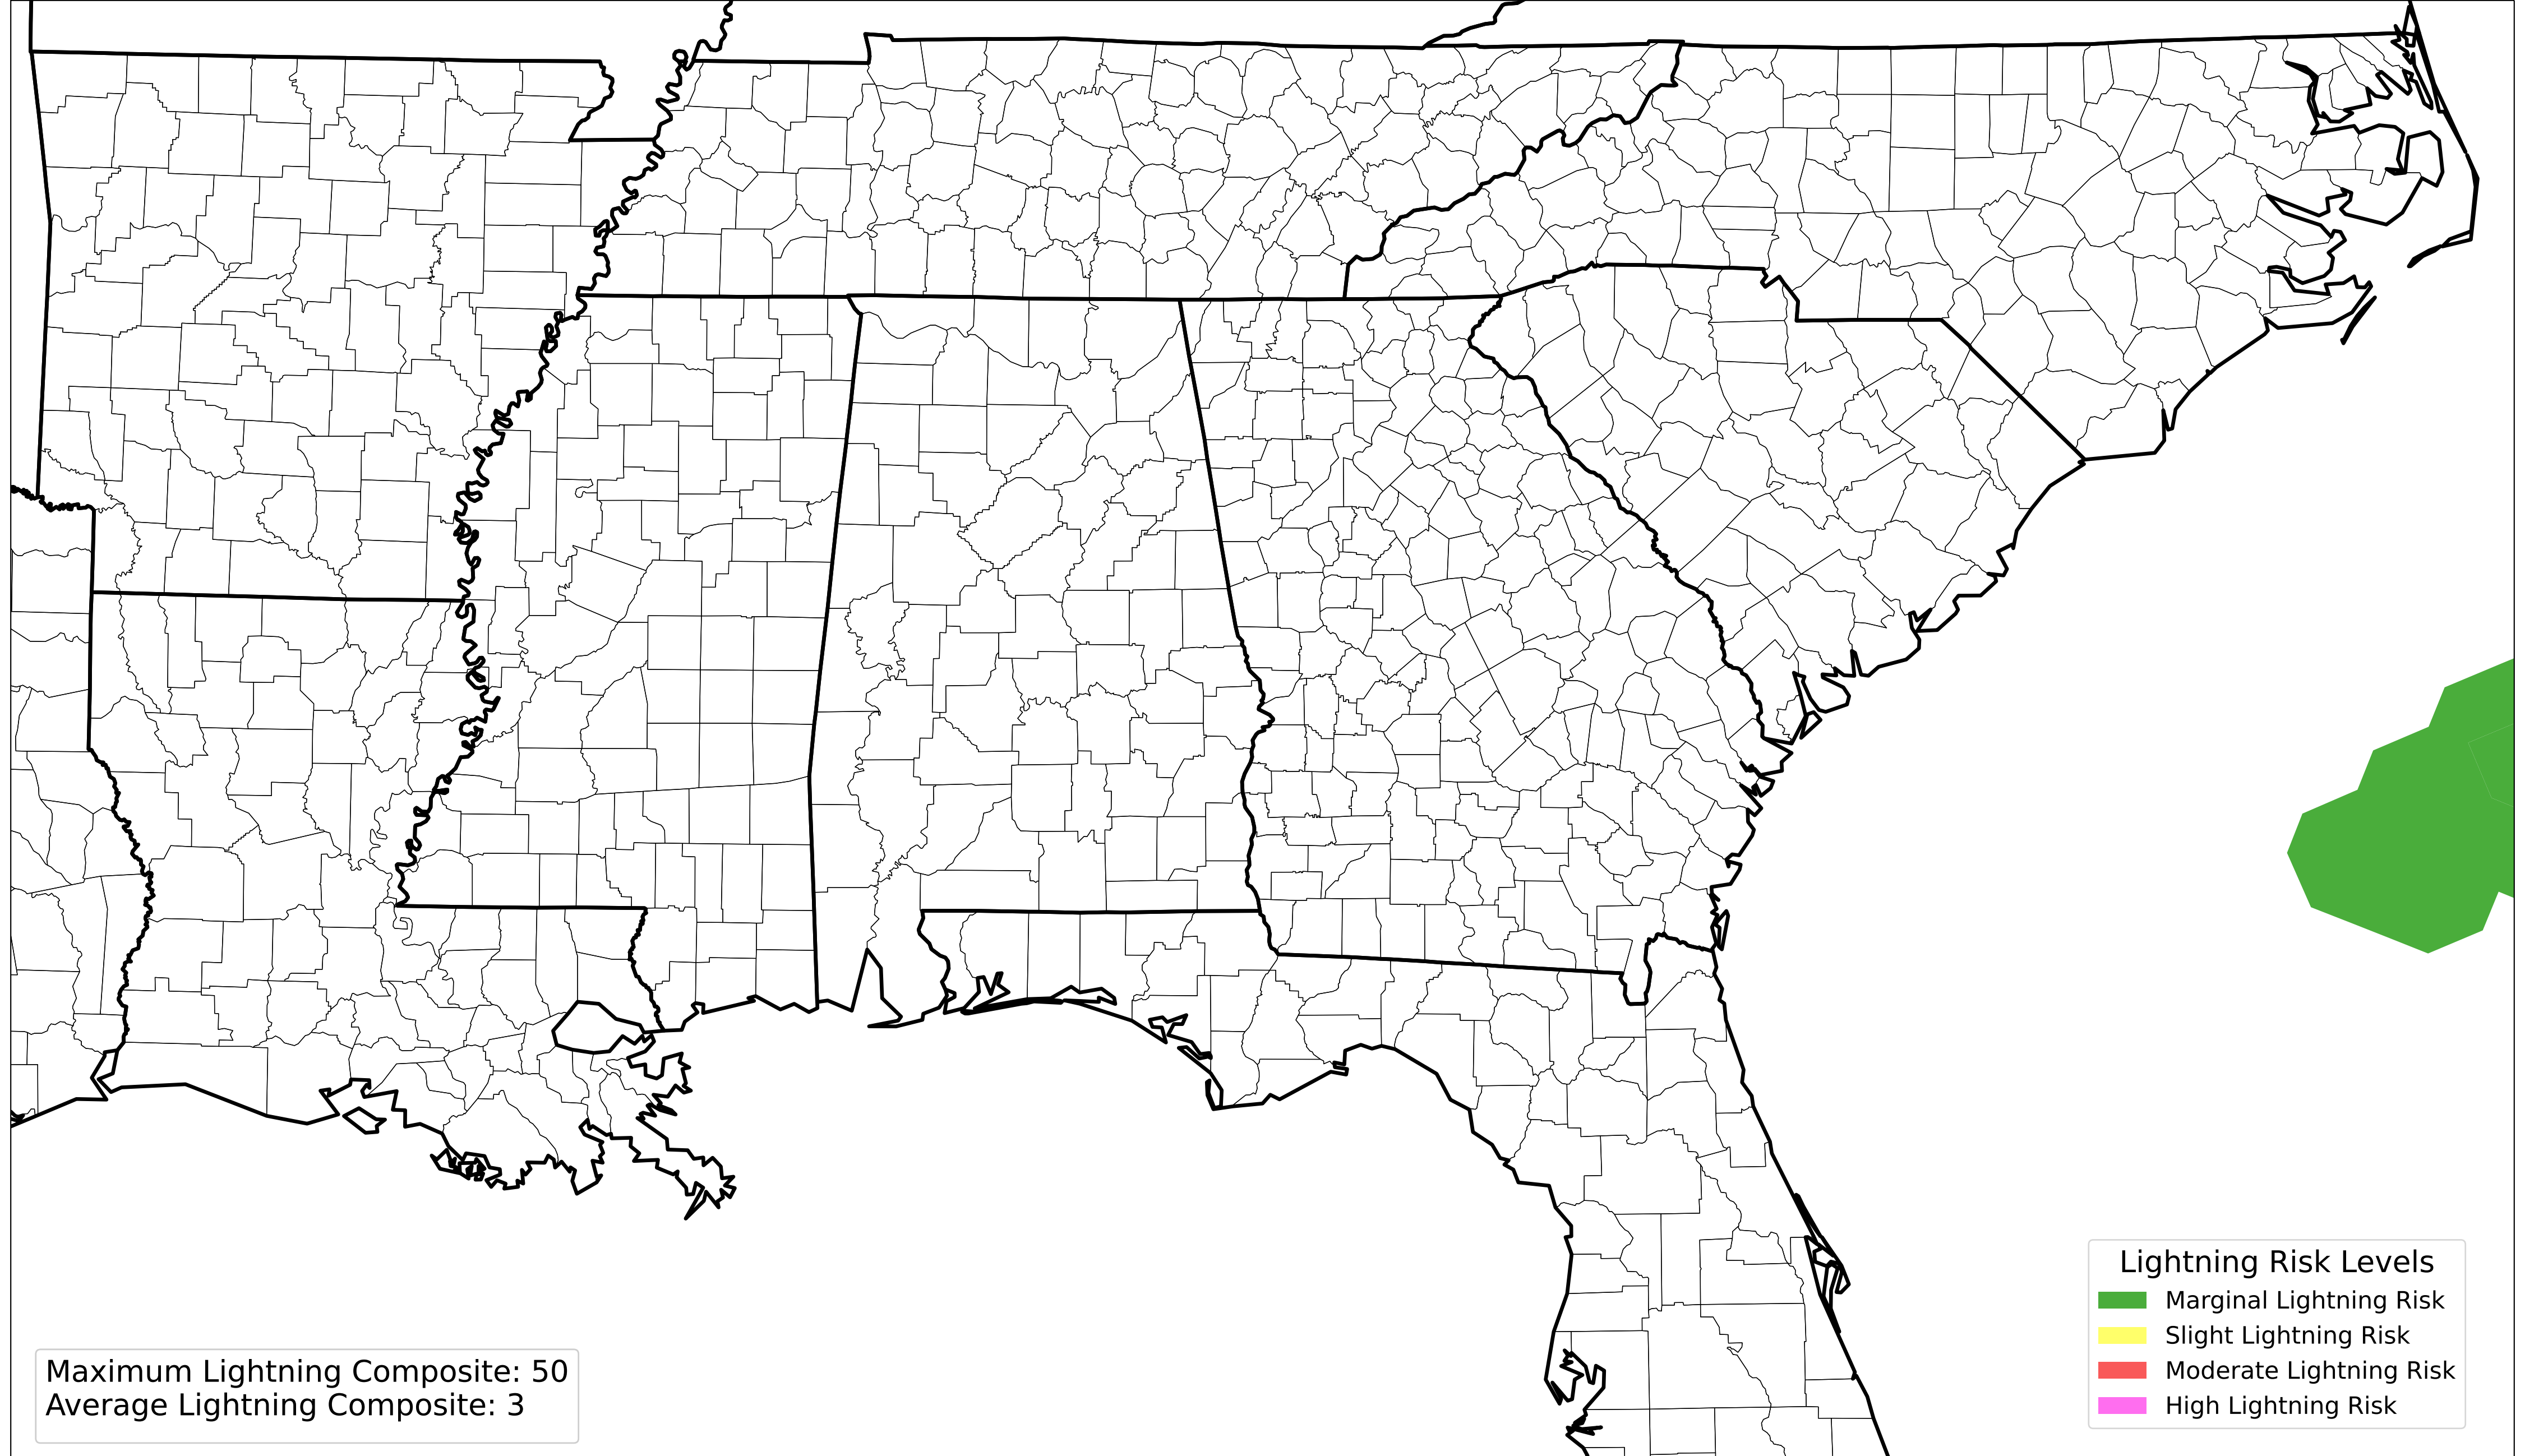 Lightning Risk Levels
Marginal Lightning Risk
Slight Lightning Risk
Moderate Lightning Risk
High Lightning Risk
Maximum Lightning Composite: 50
Average Lightning Composite: 3